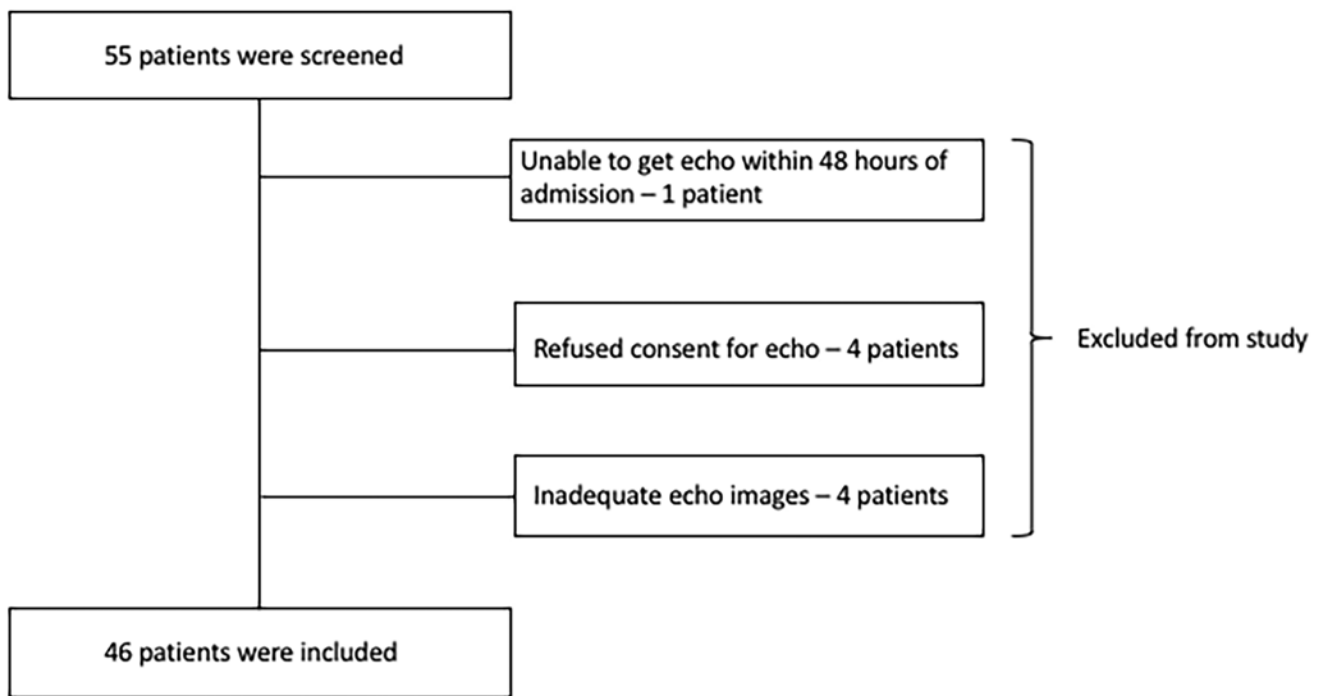 55 patients were screened
Unable to get echo within 48 hours of
admission – 1 patient
Refused consent for echo – 4 patients
Excluded from study
Inadequate echo images – 4 patients
46 patients were included